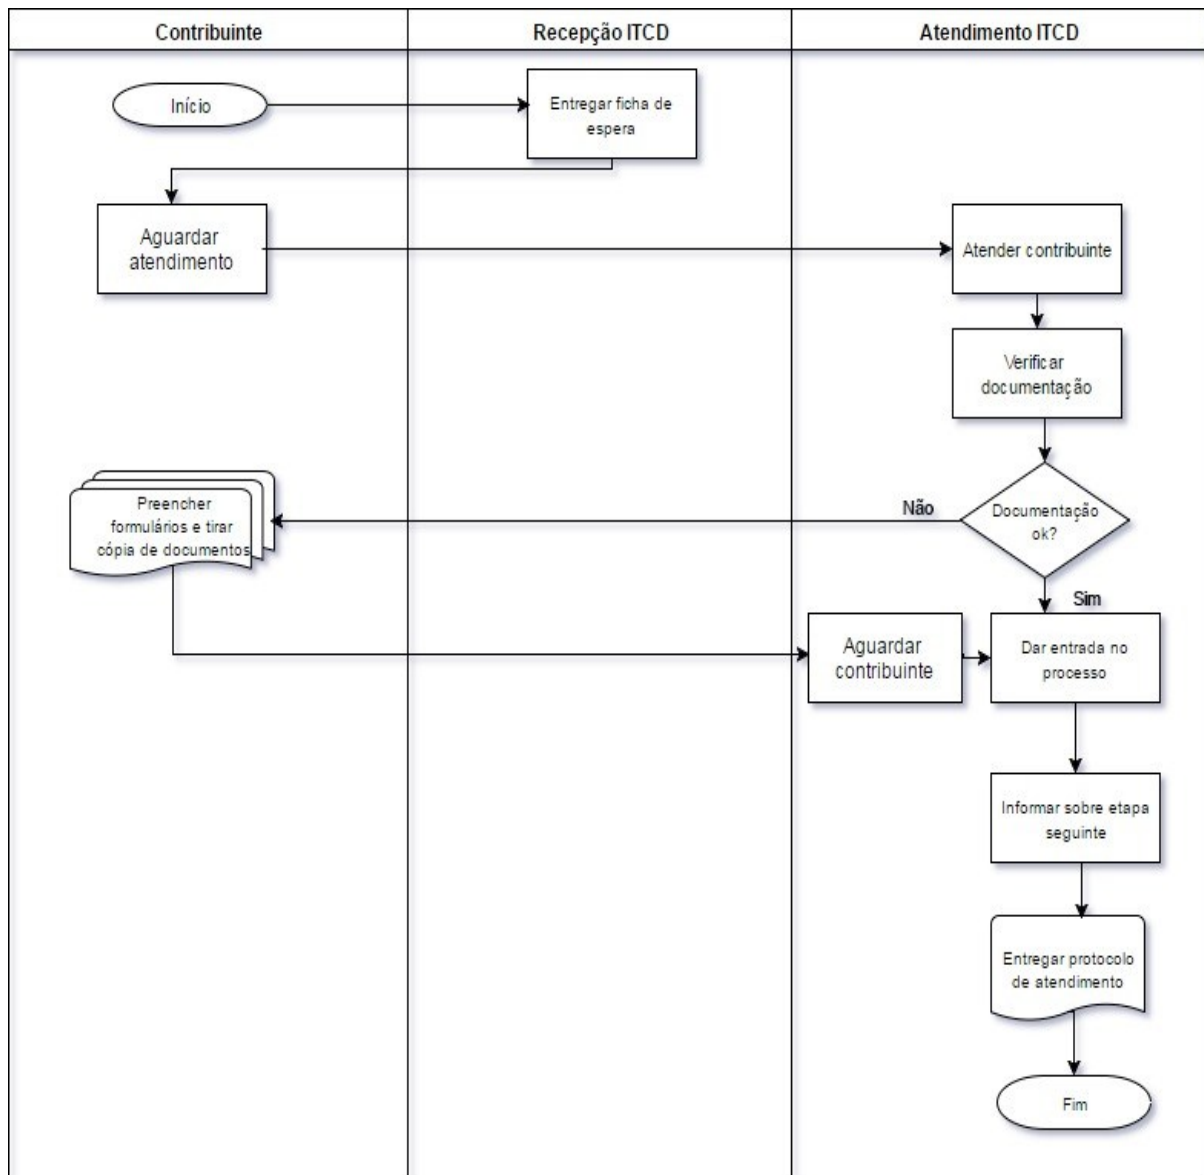 Contribuinte
Recepção ITCD
Atendimento ITCD
Início
Entregar ficha de
espera
Aguardar
atendimento
Atender contribuinte
Verificar
documentação
Documentação
ok?
Não
Preencher
formulários e tirar
cópia de documentos
Sim
Aguardar
contribuinte
Dar entrada no
processo
Informar sobre etapa
seguinte
Entregar protocolo
de atendimento
Fim